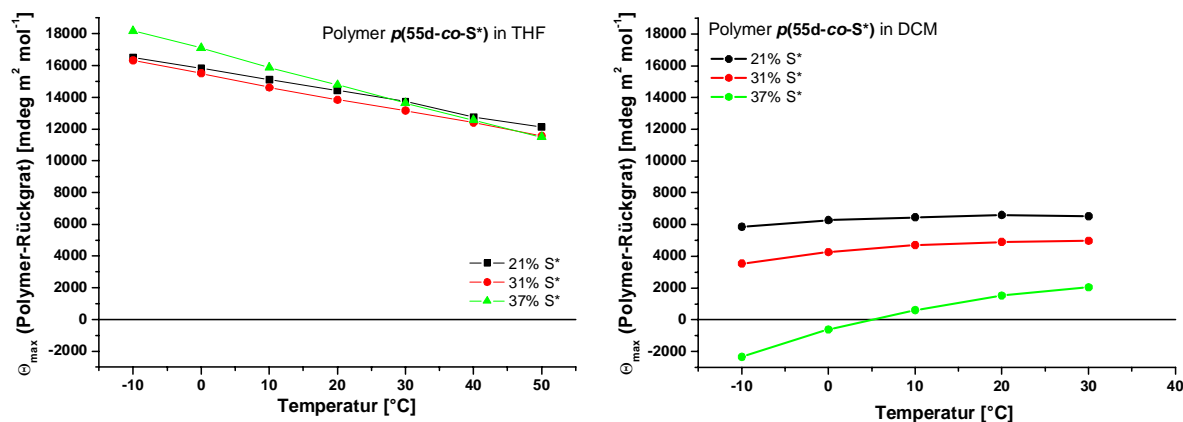 Polymer p(55d-co-S*) in THF
Θmax (Polymer-Rückgrat) [mdeg m² mol⁻¹]
18000
16000
14000
12000
10000
8000
6000
4000
2000
0
-2000
21% S*
31% S*
37% S*
-10 0 10 20 30 40 50
Temperatur [°C]
Polymer p(55d-co-S*) in DCM
21% S*
31% S*
37% S*
Θmax (Polymer-Rückgrat) [mdeg m² mol⁻¹]
18000
16000
14000
12000
10000
8000
6000
4000
2000
0
-2000
-10 0 10 20 30 40
Temperatur [°C]